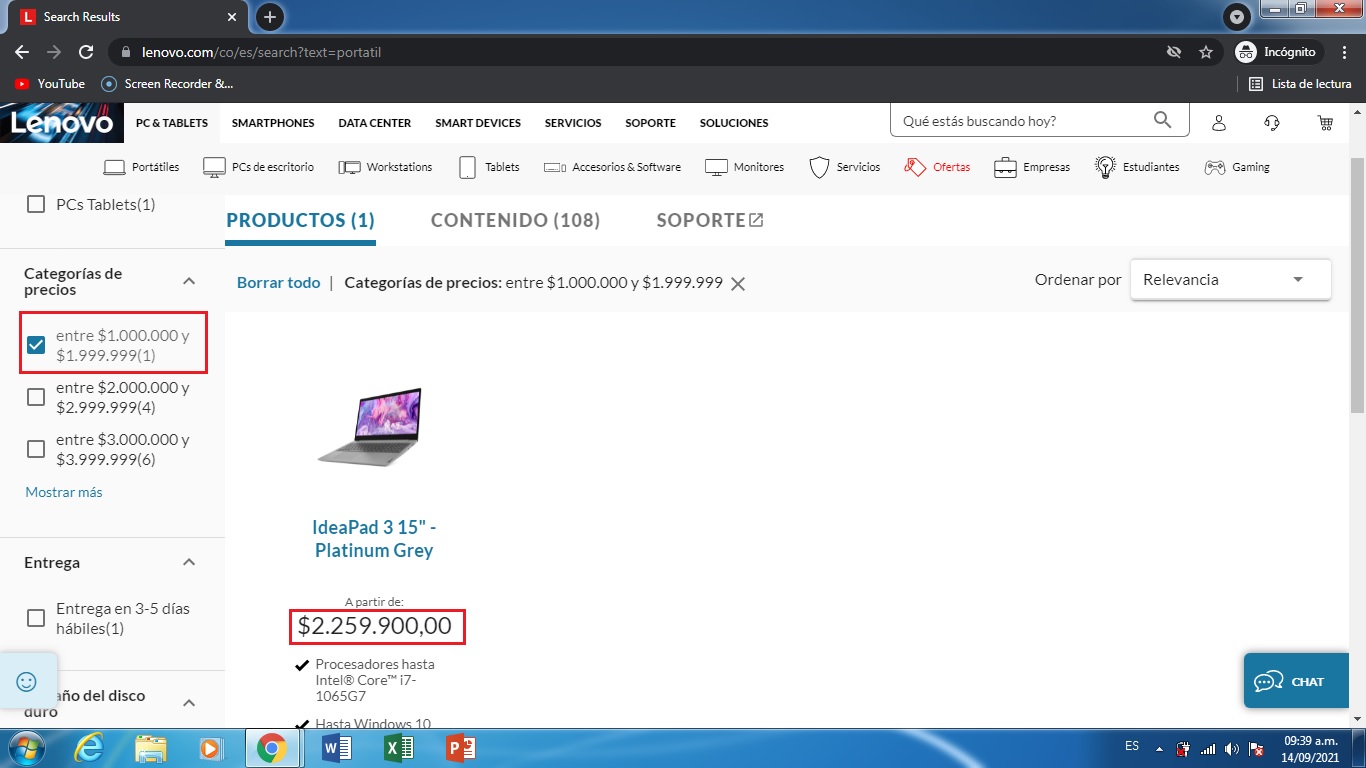 Search Results
lenovo.com/co/es/search?text=portatil
Incógnito
YouTube
Screen Recorder &...
Lista de lectura
Lenovo
PC & TABLETS
SMARTPHONES
DATA CENTER
SMART DEVICES
SERVICIOS
SOPORTE
SOLUCIONES
Qué estás buscando hoy?
Portátiles
PCs de escritorio
Workstations
Tablets
Accesorios & Software
Monitores
Servicios
Ofertas
Empresas
Estudiantes
Gaming
PCs Tablets(1)
Categorías de
precios
entre $1.000.000 y
$1.999.999(1)
entre $2.000.000 y
$2.999.999(4)
entre $3.000.000 y
$3.999.999(6)
Mostrar más
Entrega
Entrega en 3-5 días
hábiles(1)
año del disco
duro
PRODUCTOS (1)
CONTENIDO (108)
SOPORTE
Borrar todo | Categorías de precios: entre $1.000.000 y $1.999.999
Ordenar por
Relevancia
IdeaPad 3 15" -
Platinum Grey
A partir de:
$2.259.900,00
Procesadores hasta
Intel® Core™ i7-
1065G7
Hasta Windows 10
CHAT
ES
09:39 a.m.
14/09/2021